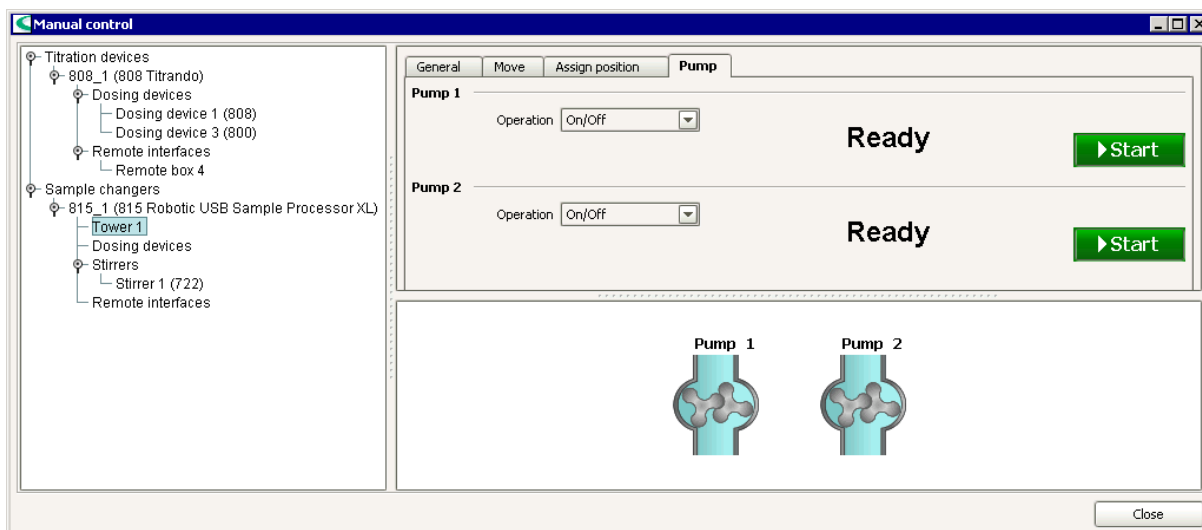 Manual control
Titration devices
808_1 (808 Titrando)
Dosing devices
Dosing device 1 (808)
Dosing device 3 (800)
Remote interfaces
Remote box 4
Sample changers
815_1 (815 Robotic USB Sample Processor XL)
Tower 1
Dosing devices
Stirrers
Stirrer 1 (722)
Remote interfaces
General Move Assign position Pump
Pump 1
Operation On/Off
Ready
Start
Pump 2
Operation On/Off
Ready
Start
Pump 1 Pump 2
Close